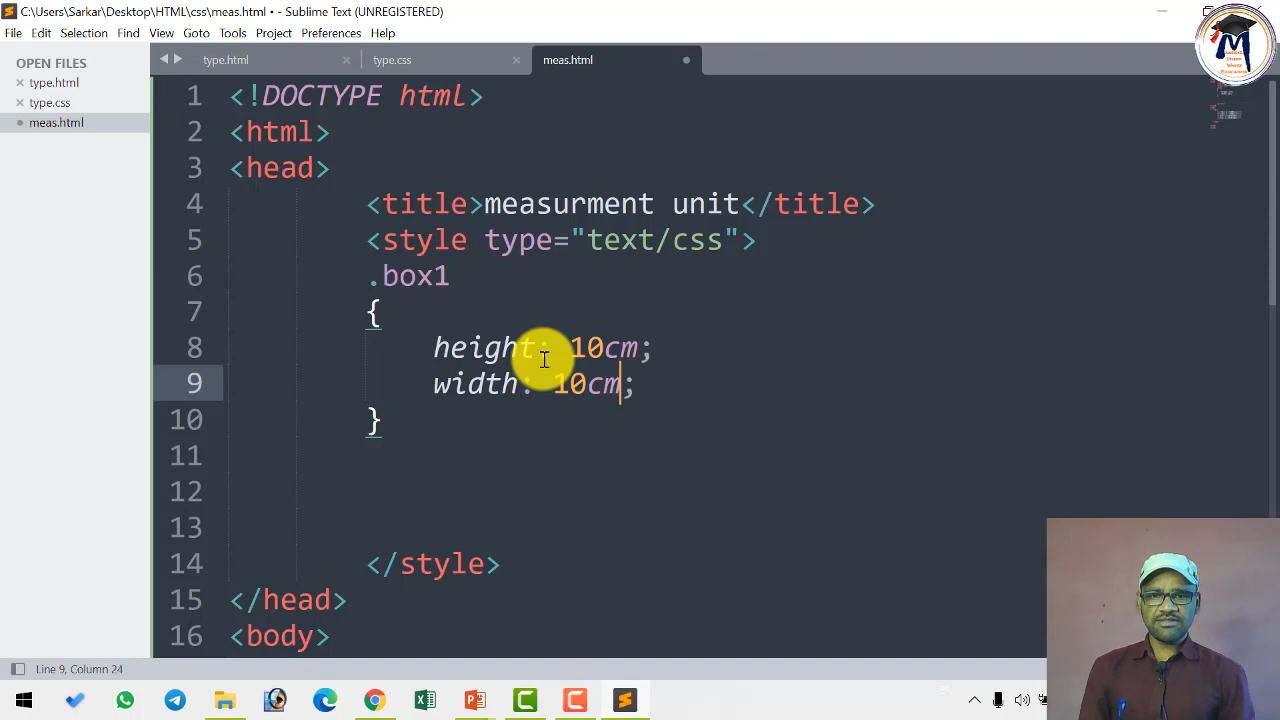 C:\Users\Sarkar\Desktop\HTML\css\meas.html • - Sublime Text (UNREGISTERED)
File Edit Selection Find View Goto Tools Project Preferences Help
OPEN FILES
type.html
type.css
meas.html
type.html
type.css
meas.html
1 <!DOCTYPE html>
2 <html>
3 <head>
4 <title>measurment unit</title>
5 <style type="text/css">
6 .box1
7 {
8 height: 10cm;
9 width: 10cm;
10 }
11
12
13
14 </style>
15 </head>
16 <body>
Line 9, Column 24